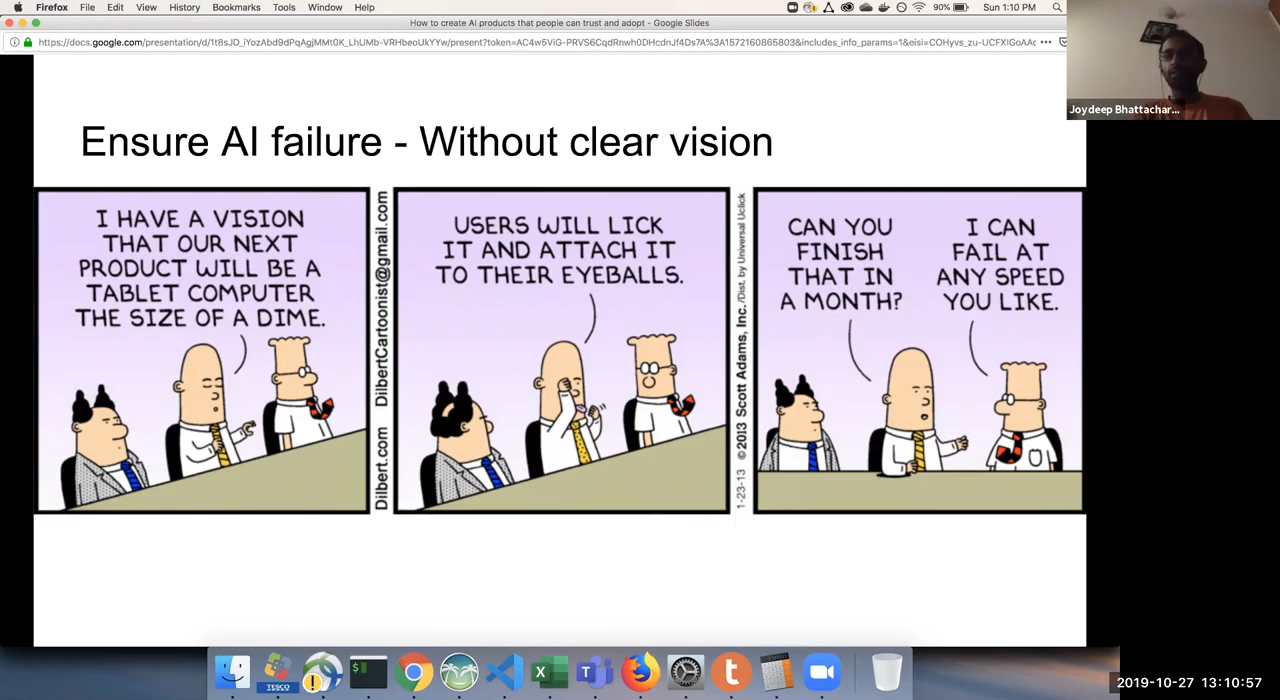 Firefox File Edit View History Bookmarks Tools Window Help
90% Sun 1:10 PM
How to create AI products that people can trust and adopt - Google Slides
Joydeep Bhattachar...
Ensure AI failure - Without clear vision
I HAVE A VISION
THAT OUR NEXT
PRODUCT WILL BE A
TABLET COMPUTER
THE SIZE OF A DIME.
Dilbert.com DilbertCartoonist@gmail.com
USERS WILL LICK
IT AND ATTACH IT
TO THEIR EYEBALLS.
1-23-13 ©2013 Scott Adams, Inc. /Dist. by Universal Uclick
CAN YOU
FINISH
THAT IN
A MONTH?
I CAN
FAIL AT
ANY SPEED
YOU LIKE.
TESCO
2019-10-27 13:10:57